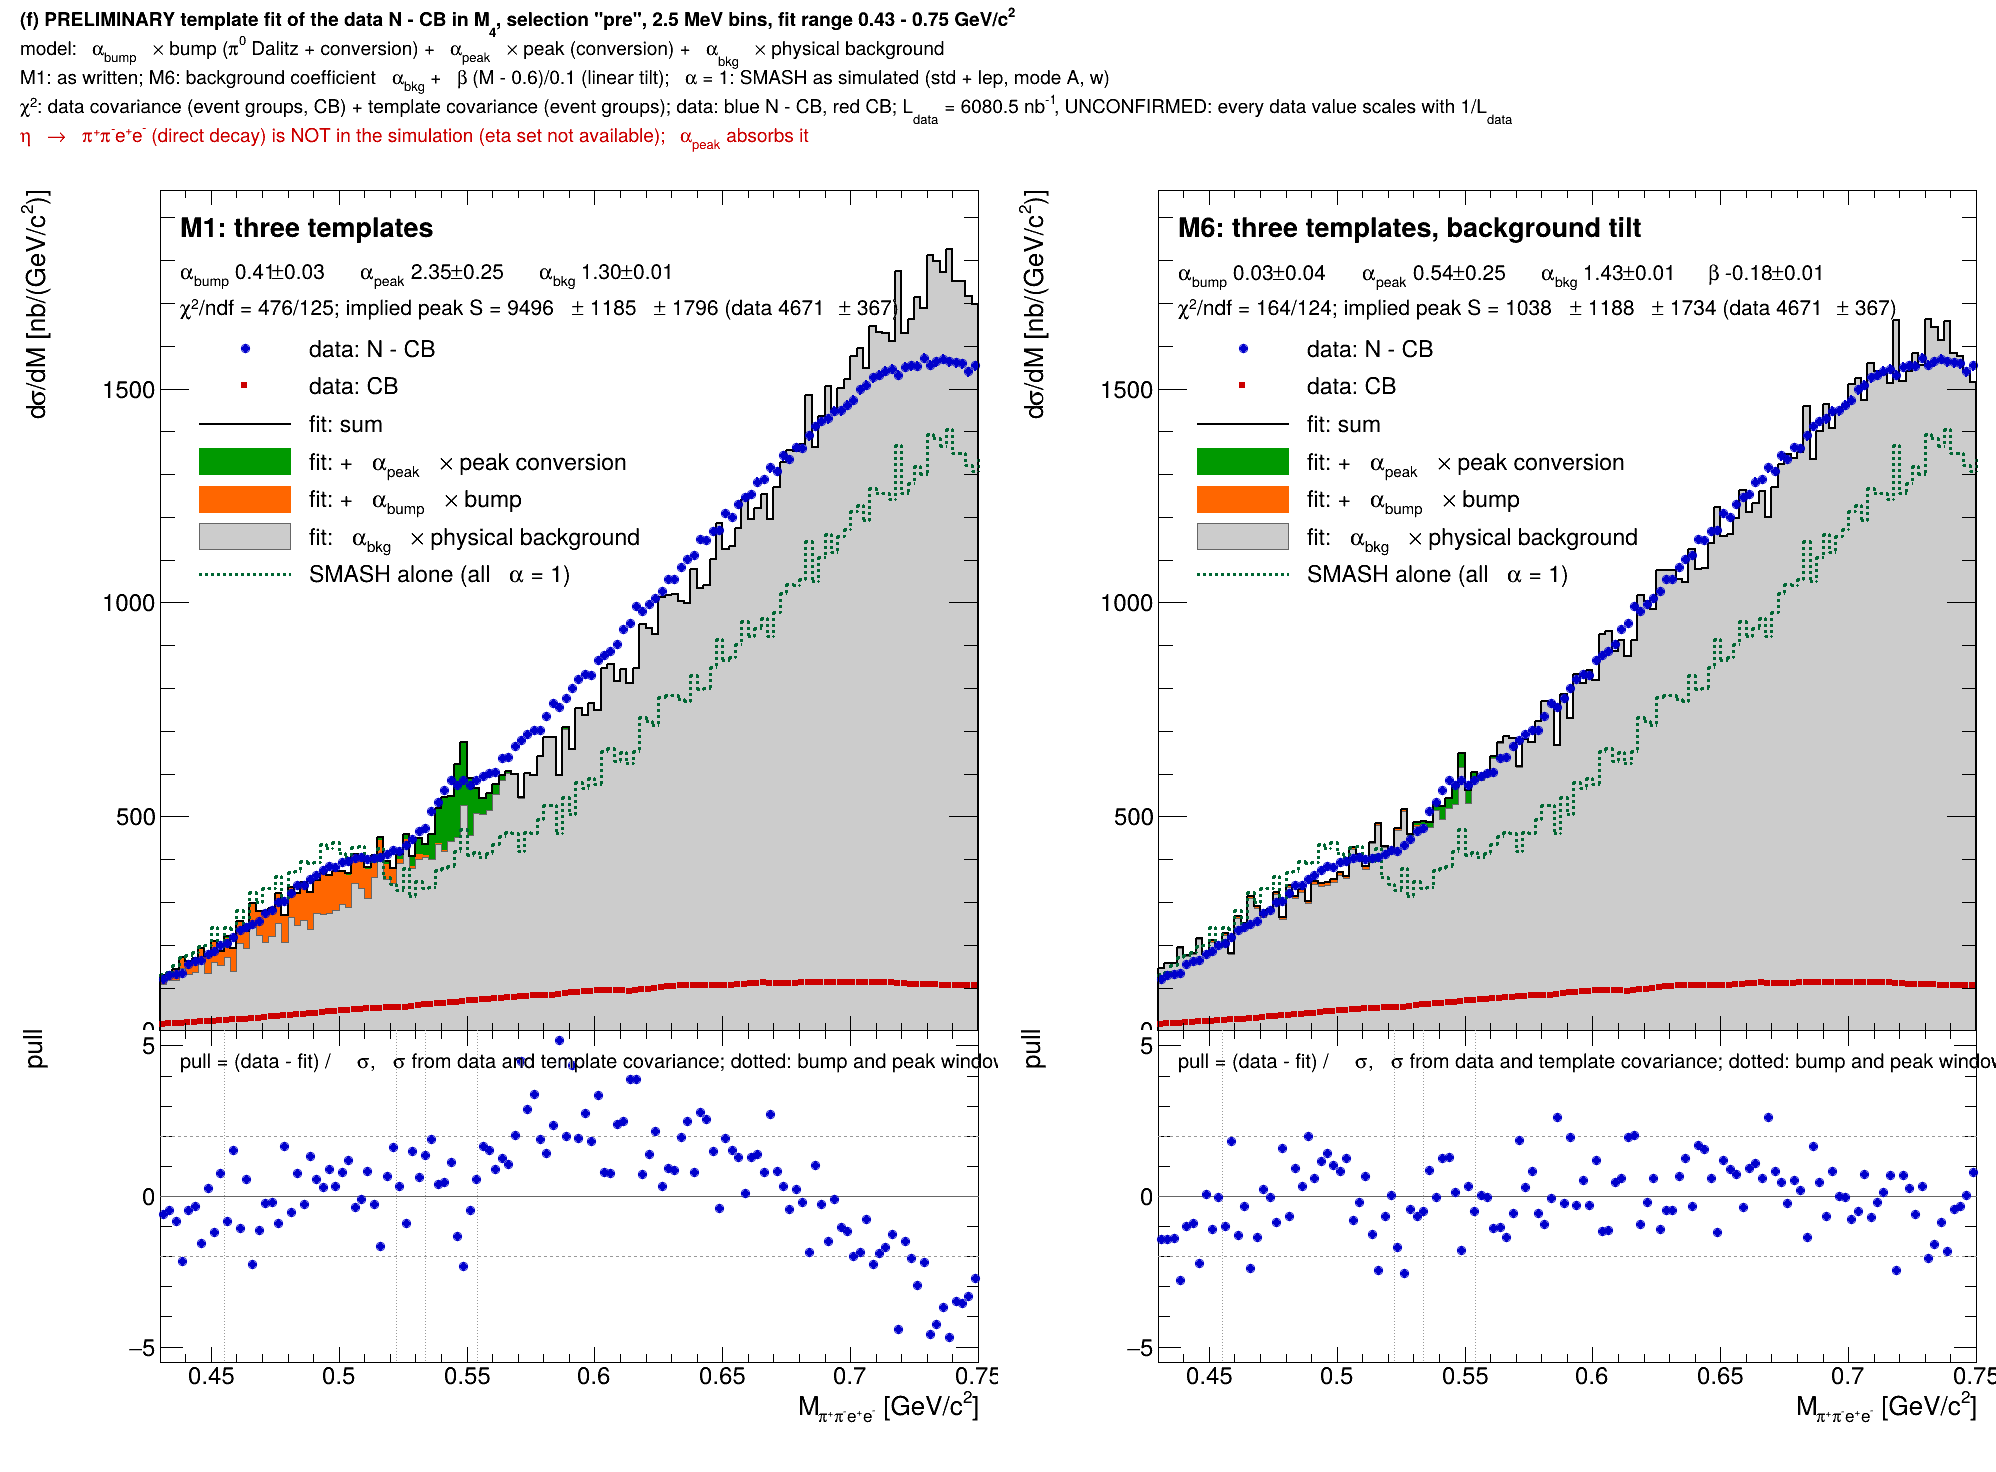 (f) PRELIMINARY template fit of the data N - CB in M4, selection "pre", 2.5 MeV bins, fit range 0.43 - 0.75 GeV/c²
model: αbump × bump (π⁰ Dalitz + conversion) + αpeak × peak (conversion) + αbkg × physical background
M1: as written; M6: background coefficient αbkg + β (M - 0.6)/0.1 (linear tilt); α = 1: SMASH as simulated (std + lep, mode A, w)
χ²: data covariance (event groups, CB) + template covariance (event groups); data: blue N - CB, red CB; Ldata = 6080.5 nb⁻¹, UNCONFIRMED: every data value scales with 1/Ldata
η → π⁺π⁻e⁺e⁻ (direct decay) is NOT in the simulation (eta set not available); αpeak absorbs it
dσ/dM [nb/(GeV/c²)]
M1: three templates
αbump 0.41±0.03 αpeak 2.35±0.25 αbkg 1.30±0.01
χ²/ndf = 476/125; implied peak S = 9496 ± 1185 ± 1796 (data 4671 ± 367)
data: N - CB
data: CB
fit: sum
fit: + αpeak × peak conversion
fit: + αbump × bump
fit: αbkg × physical background
SMASH alone (all α = 1)
1500
1000
500
0
pull
pull = (data - fit) / σ, σ from data and template covariance; dotted: bump and peak window
5
0
−5
0.45 0.5 0.55 0.6 0.65 0.7 0.75
Mπ⁺π⁻e⁺e⁻ [GeV/c²]
dσ/dM [nb/(GeV/c²)]
M6: three templates, background tilt
αbump 0.03±0.04 αpeak 0.54±0.25 αbkg 1.43±0.01 β -0.18±0.01
χ²/ndf = 164/124; implied peak S = 1038 ± 1188 ± 1734 (data 4671 ± 367)
data: N - CB
data: CB
fit: sum
fit: + αpeak × peak conversion
fit: + αbump × bump
fit: αbkg × physical background
SMASH alone (all α = 1)
1500
1000
500
0
pull
pull = (data - fit) / σ, σ from data and template covariance; dotted: bump and peak window
5
0
−5
0.45 0.5 0.55 0.6 0.65 0.7 0.75
Mπ⁺π⁻e⁺e⁻ [GeV/c²]